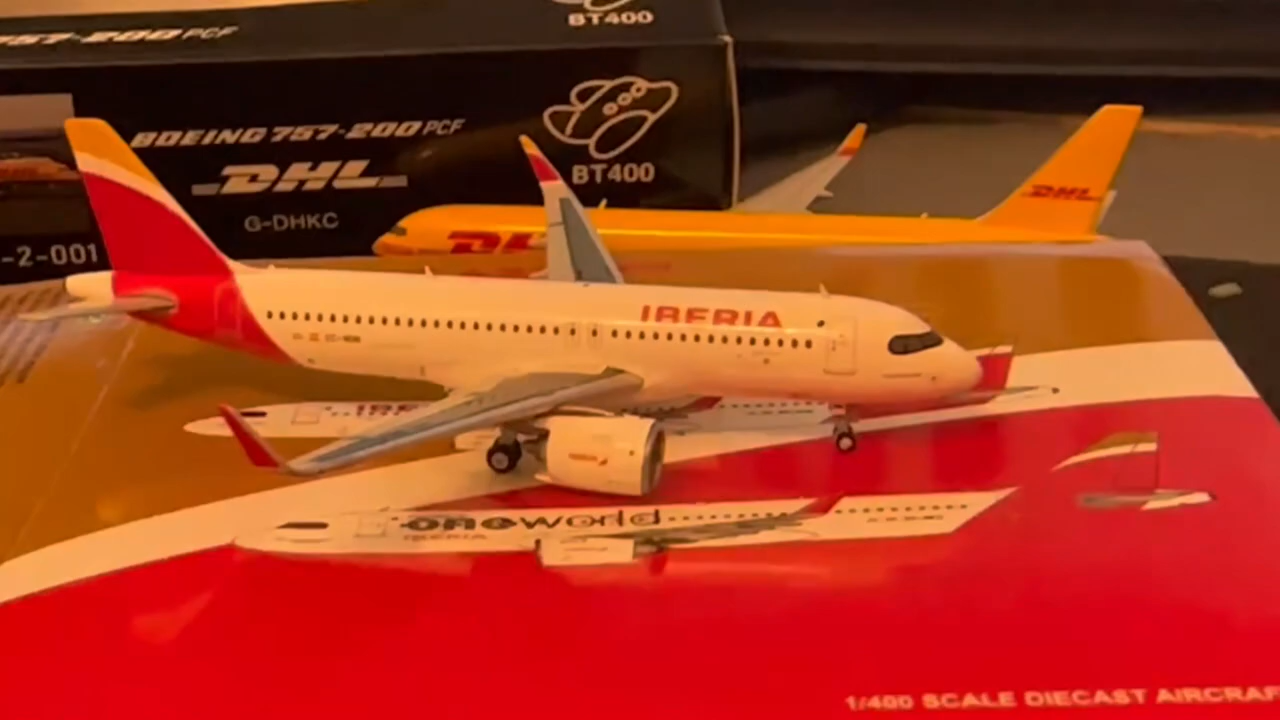 BT400
757-200 PCF
BOEING 757-200 PCF
DHL
BT400
G-DHKC
-2-001
DHL
IBERIA
oneworld
IBERIA
1/400 SCALE DIECAST AIRCRAF